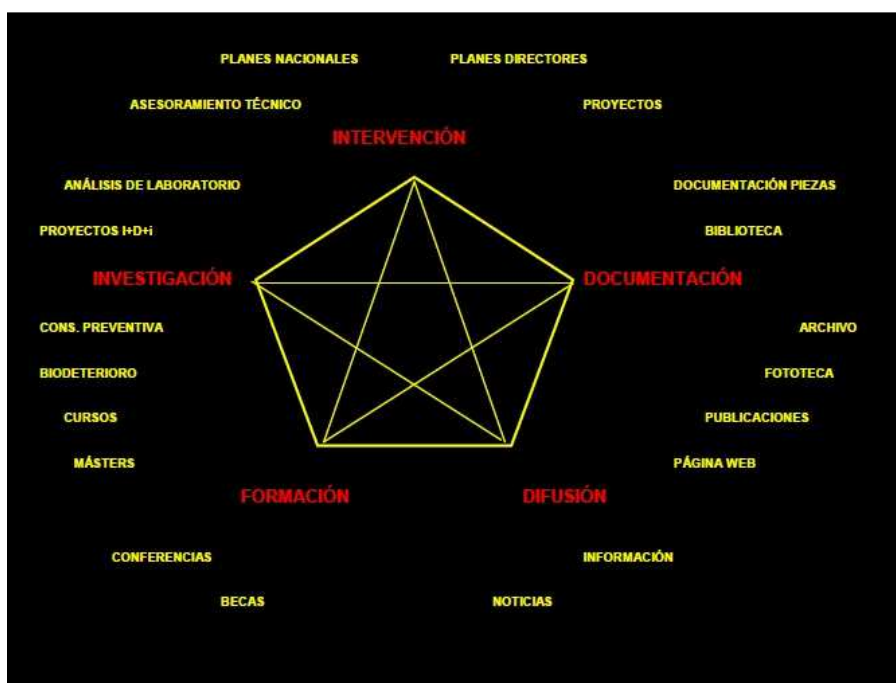 PLANES NACIONALES
PLANES DIRECTORES
ASESORAMIENTO TÉCNICO
PROYECTOS
INTERVENCIÓN
ANÁLISIS DE LABORATORIO
DOCUMENTACIÓN PIEZAS
PROYECTOS I+D+i
BIBLIOTECA
INVESTIGACIÓN
DOCUMENTACIÓN
CONS. PREVENTIVA
ARCHIVO
BIODETERIORO
FOTOTECA
CURSOS
PUBLICACIONES
MÁSTERS
PÁGINA WEB
FORMACIÓN
DIFUSIÓN
CONFERENCIAS
INFORMACIÓN
BECAS
NOTICIAS